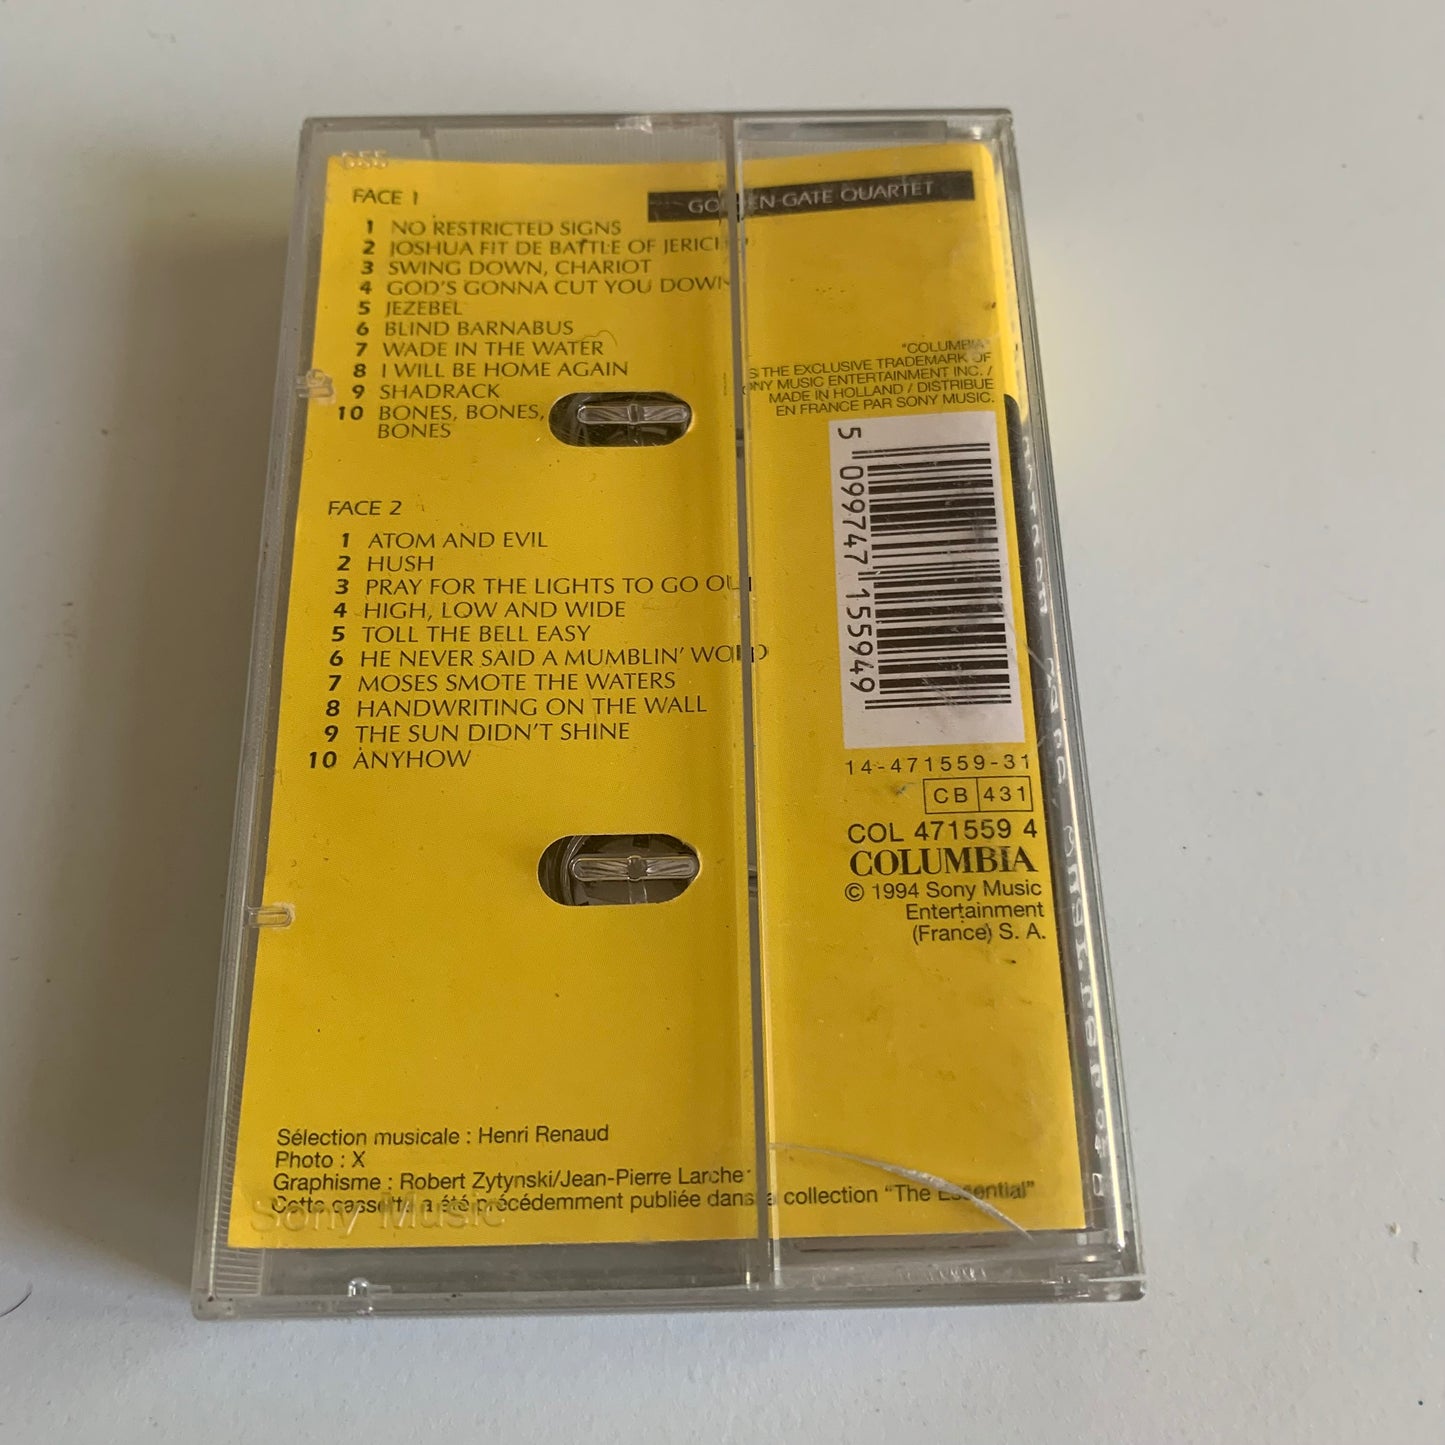 FACE 1
GOLDEN GATE QUARTET
1 NO RESTRICTED SIGNS
2 JOSHUA FIT DE BATTLE OF JERICHO
3 SWING DOWN, CHARIOT
4 GOD'S GONNA CUT YOU DOWN
5 JEZEBEL
6 BLIND BARNABUS
7 WADE IN THE WATER
8 I WILL BE HOME AGAIN
9 SHADRACK
10 BONES, BONES,
BONES
FACE 2
1 ATOM AND EVIL
2 HUSH
3 PRAY FOR THE LIGHTS TO GO OUT
4 HIGH, LOW AND WIDE
5 TOLL THE BELL EASY
6 HE NEVER SAID A MUMBLIN' WORD
7 MOSES SMOTE THE WATERS
8 HANDWRITING ON THE WALL
9 THE SUN DIDN'T SHINE
10 ANYHOW
"COLUMBIA"
IS THE EXCLUSIVE TRADEMARK OF
SONY MUSIC ENTERTAINMENT INC. /
MADE IN HOLLAND / DISTRIBUE
EN FRANCE PAR SONY MUSIC.
5 099747 155949
14-471559-31
CB 431
COL 471559 4
COLUMBIA
© 1994 Sony Music
Entertainment
(France) S. A.
Sélection musicale : Henri Renaud
Photo : X
Graphisme : Robert Zytynski/Jean-Pierre Larcher
Cette cassette a été précédemment publiée dans la collection "The Essential"
Sony Music